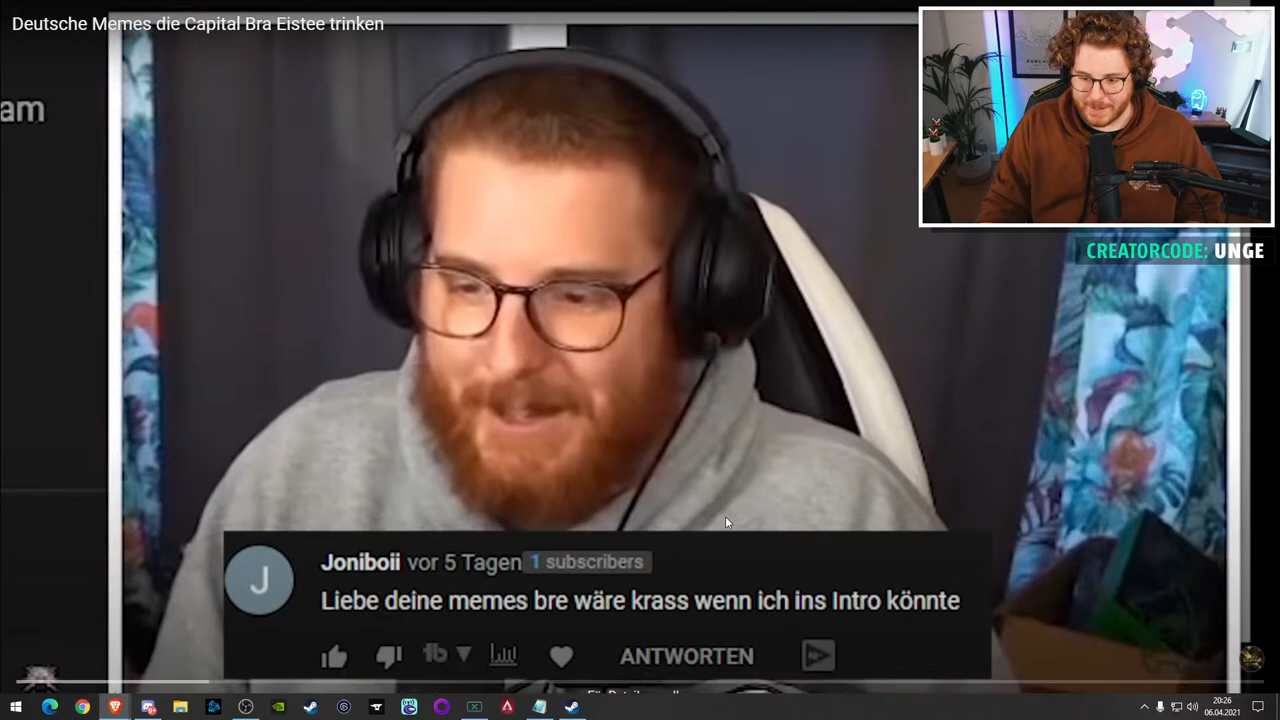 Deutsche Memes die Capital Bra Eistee trinken
am
CREATORCODE: UNGE
J
Joniboii vor 5 Tagen 1 subscribers
Liebe deine memes bre wäre krass wenn ich ins Intro könnte
ANTWORTEN
20:26
06.04.2021